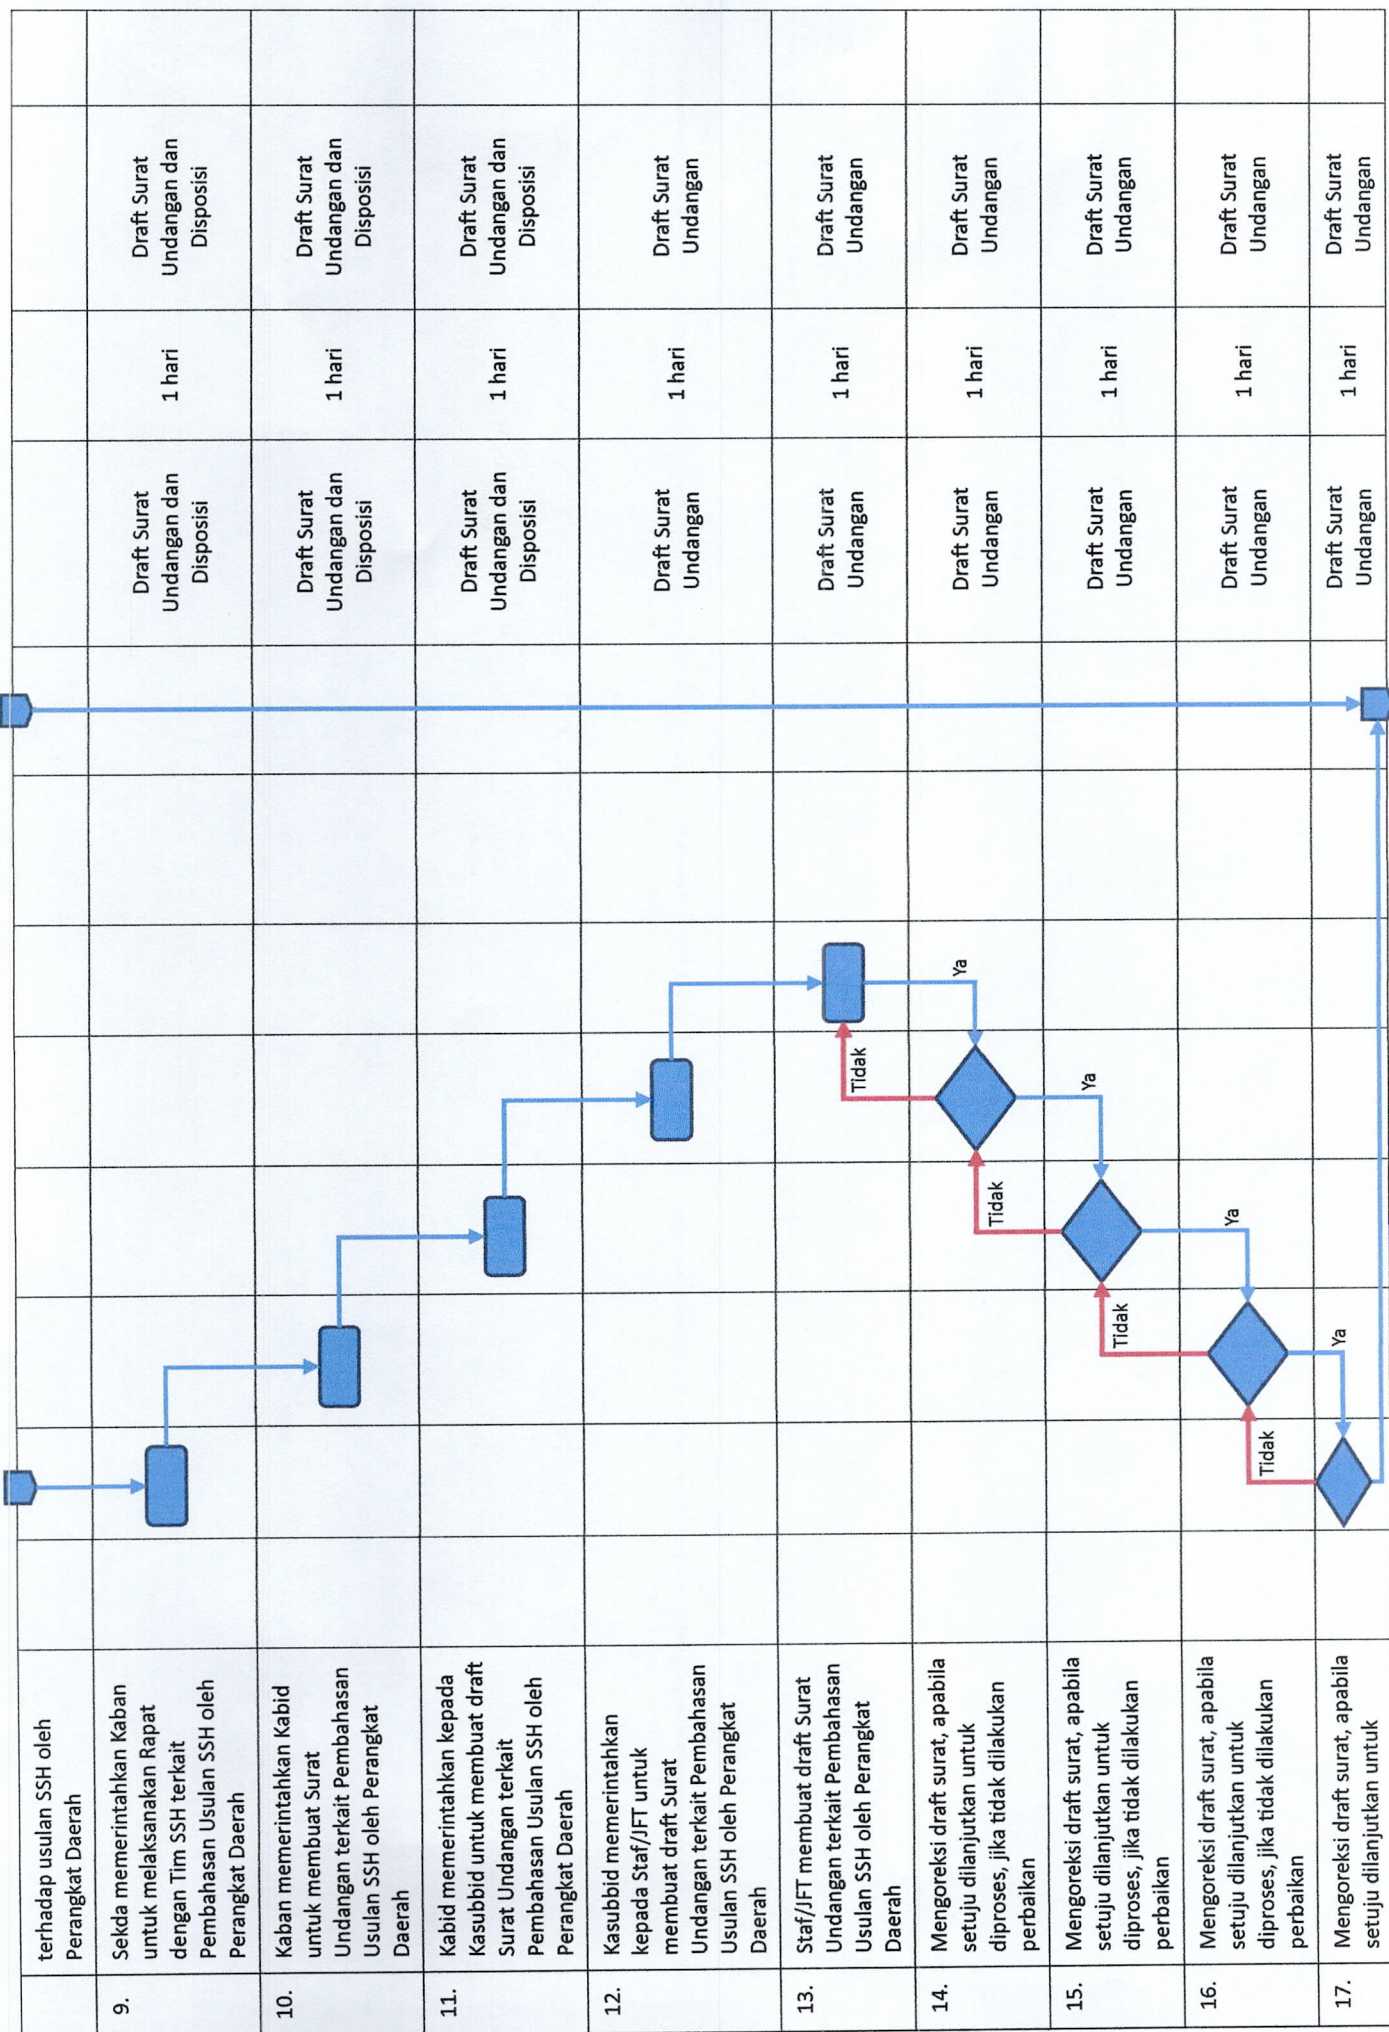 terhadap usulan SSH oleh
Perangkat Daerah
9.
Sekda memerintahkan Kaban
untuk melaksanakan Rapat
dengan Tim SSH terkait
Pembahasan Usulan SSH oleh
Perangkat Daerah
Draft Surat
Undangan dan
Disposisi
1 hari
Draft Surat
Undangan dan
Disposisi
10.
Kaban memerintahkan Kabid
untuk membuat Surat
Undangan terkait Pembahasan
Usulan SSH oleh Perangkat
Daerah
Draft Surat
Undangan dan
Disposisi
1 hari
Draft Surat
Undangan dan
Disposisi
11.
Kabid memerintahkan kepada
Kasubbid untuk membuat draft
Surat Undangan terkait
Pembahasan Usulan SSH oleh
Perangkat Daerah
Draft Surat
Undangan dan
Disposisi
1 hari
Draft Surat
Undangan dan
Disposisi
12.
Kasubbid memerintahkan
kepada Staf/JFT untuk
membuat draft Surat
Undangan terkait Pembahasan
Usulan SSH oleh Perangkat
Daerah
Draft Surat
Undangan
1 hari
Draft Surat
Undangan
13.
Staf/JFT membuat draft Surat
Undangan terkait Pembahasan
Usulan SSH oleh Perangkat
Daerah
Tidak
Draft Surat
Undangan
1 hari
Draft Surat
Undangan
14.
Mengoreksi draft surat, apabila
setuju dilanjutkan untuk
diproses, jika tidak dilakukan
perbaikan
Tidak
Ya
Draft Surat
Undangan
1 hari
Draft Surat
Undangan
15.
Mengoreksi draft surat, apabila
setuju dilanjutkan untuk
diproses, jika tidak dilakukan
perbaikan
Tidak
Ya
Draft Surat
Undangan
1 hari
Draft Surat
Undangan
16.
Mengoreksi draft surat, apabila
setuju dilanjutkan untuk
diproses, jika tidak dilakukan
perbaikan
Tidak
Ya
Draft Surat
Undangan
1 hari
Draft Surat
Undangan
17.
Mengoreksi draft surat, apabila
setuju dilanjutkan untuk
Ya
Draft Surat
Undangan
1 hari
Draft Surat
Undangan